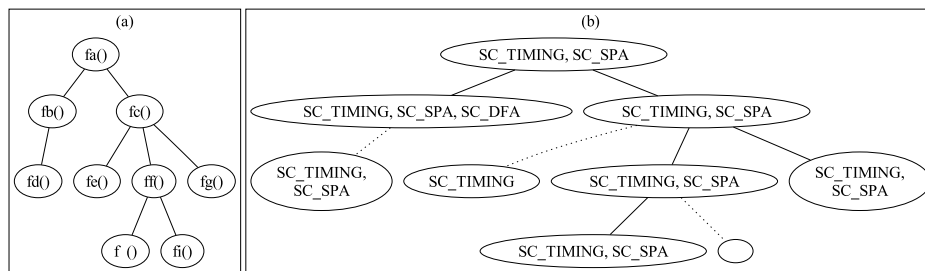 (a)
fa()
fb()
fc()
fd()
fe()
ff()
fg()
f ()
fi()
(b)
SC_TIMING, SC_SPA
SC_TIMING, SC_SPA, SC_DFA
SC_TIMING, SC_SPA
SC_TIMING,
SC_SPA
SC_TIMING
SC_TIMING, SC_SPA
SC_TIMING,
SC_SPA
SC_TIMING, SC_SPA